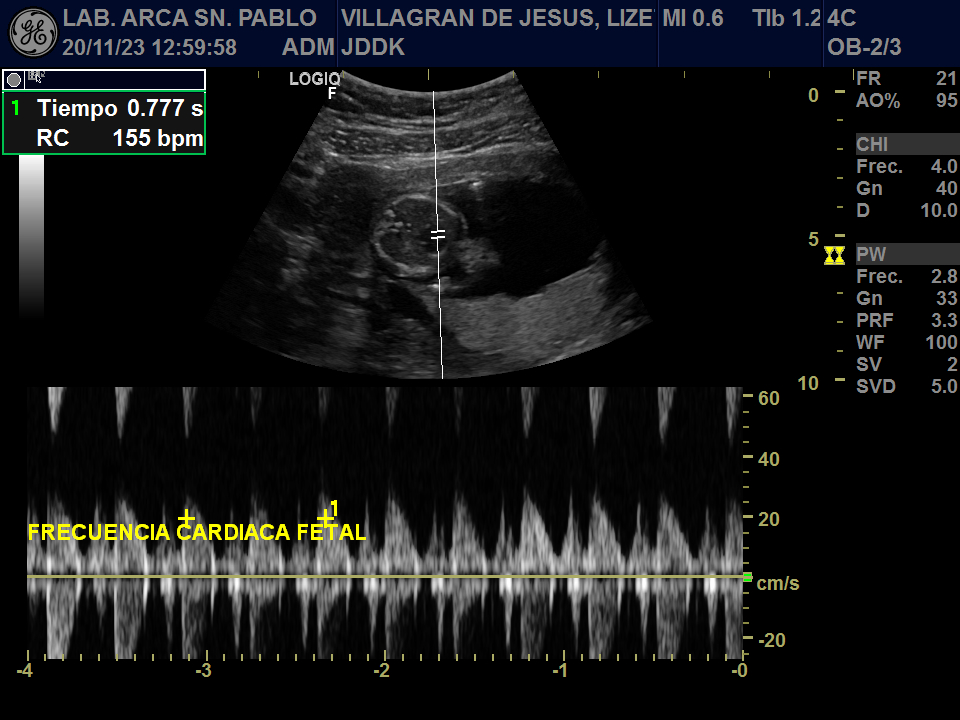 GE
LAB. ARCA SN. PABLO
VILLAGRAN DE JESUS, LIZE
MI 0.6
TIb 1.2
4C
20/11/23 12:59:58
ADM
JDDK
OB-2/3
LOGIQ
F
1 Tiempo 0.777 s
RC 155 bpm
0
5
10
FR 21
AO% 95
CHI
Frec. 4.0
Gn 40
D 10.0
PW
Frec. 2.8
Gn 33
PRF 3.3
WF 100
SV 2
SVD 5.0
60
40
20
cm/s
-20
1
FRECUENCIA CARDIACA FETAL
-4 -3 -2 -1 -0